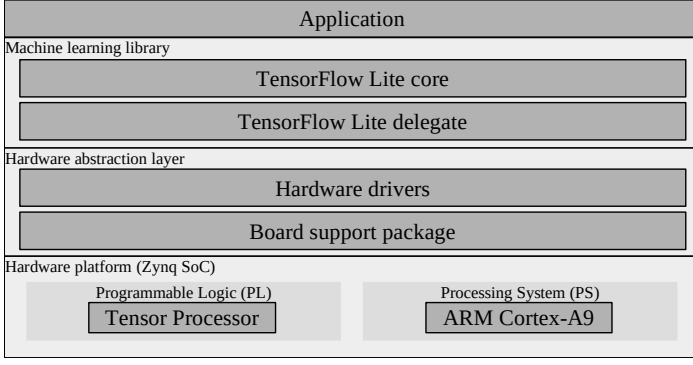 Application
Machine learning library
TensorFlow Lite core
TensorFlow Lite delegate
Hardware abstraction layer
Hardware drivers
Board support package
Hardware platform (Zynq SoC)
Programmable Logic (PL)
Tensor Processor
Processing System (PS)
ARM Cortex-A9